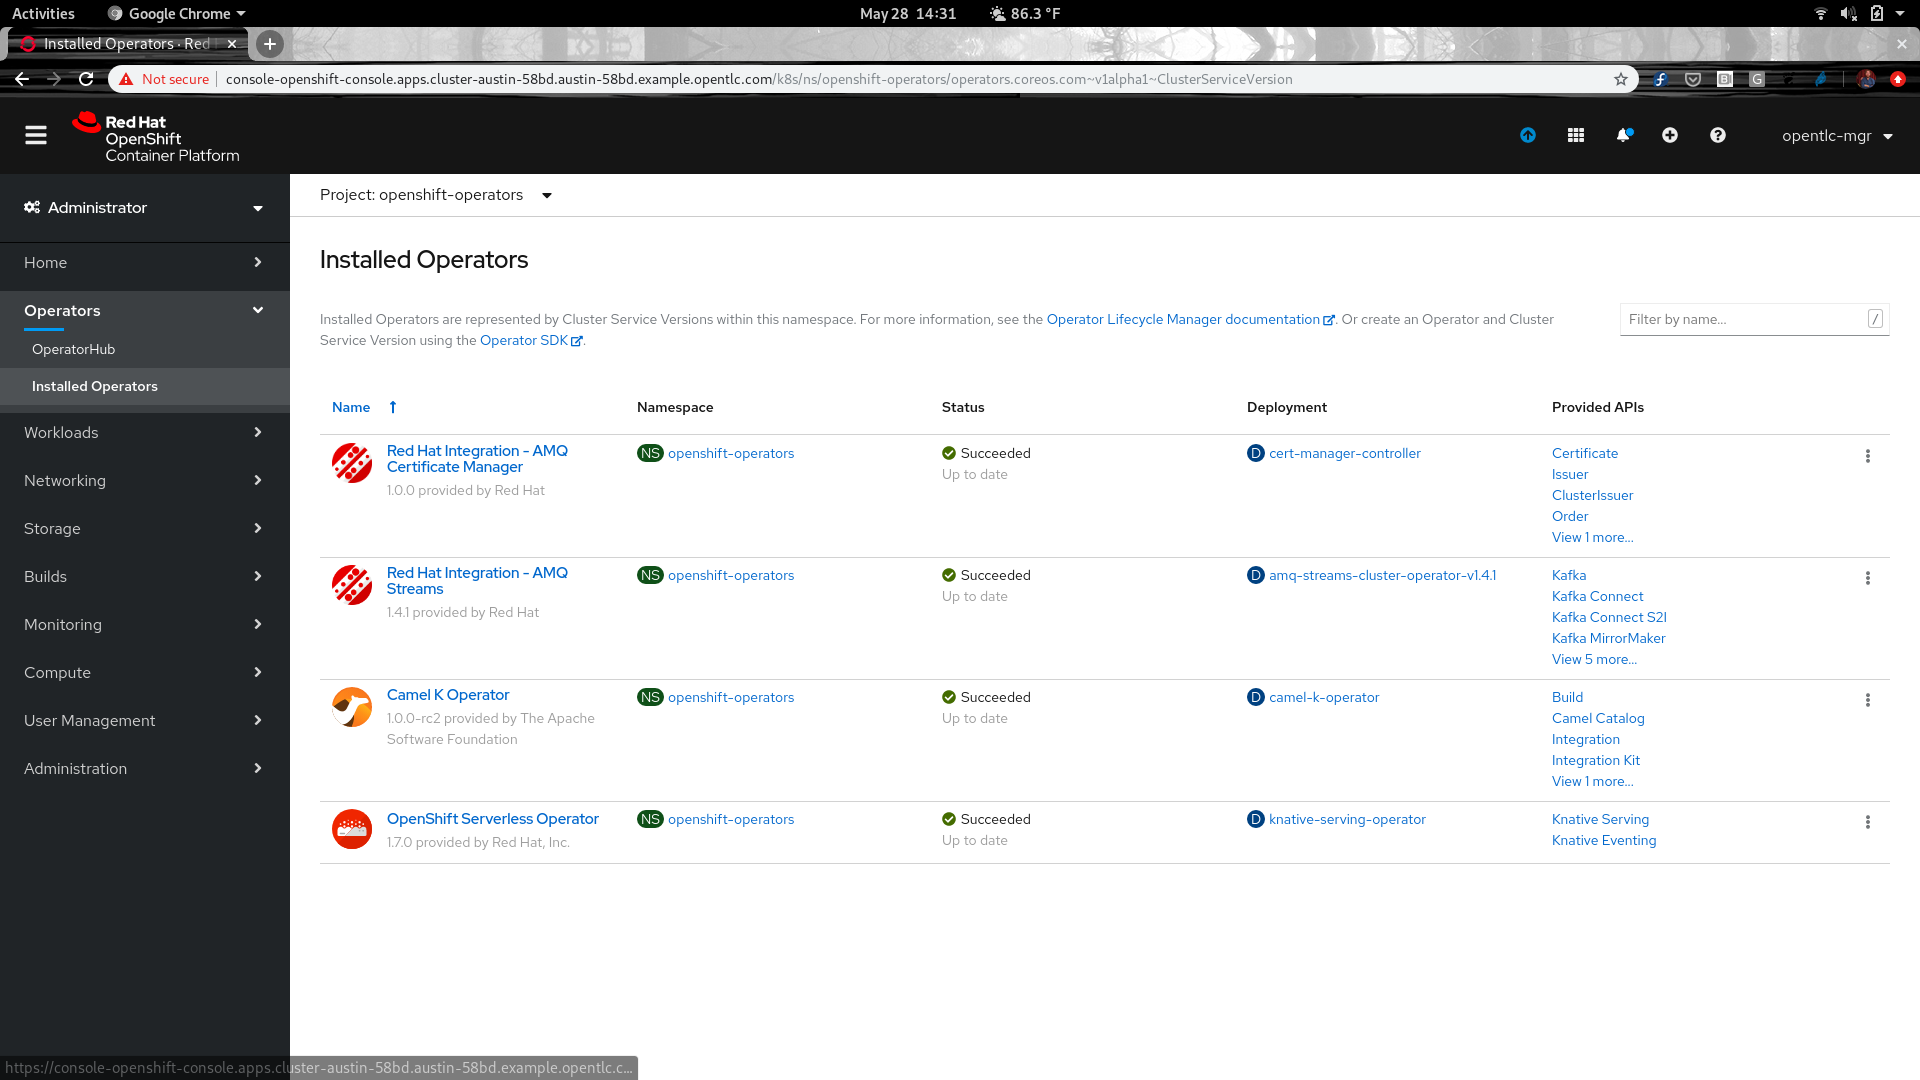 Activities
Google Chrome
May 28 14:31
86.3 °F
Installed Operators · Red
Not secure
console-openshift-console.apps.cluster-austin-58bd.austin-58bd.example.opentlc.com/k8s/ns/openshift-operators/operators.coreos.com~v1alpha1~ClusterServiceVersion
Red Hat
OpenShift
Container Platform
opentlc-mgr
Administrator
Home
Operators
OperatorHub
Installed Operators
Workloads
Networking
Storage
Builds
Monitoring
Compute
User Management
Administration
Project: openshift-operators
Installed Operators
Installed Operators are represented by Cluster Service Versions within this namespace. For more information, see the Operator Lifecycle Manager documentation. Or create an Operator and Cluster
Service Version using the Operator SDK.
Filter by name... /
Name Namespace Status Deployment Provided APIs
Red Hat Integration - AMQ
Certificate Manager
1.0.0 provided by Red Hat
NS openshift-operators
Succeeded
Up to date
D cert-manager-controller
Certificate
Issuer
ClusterIssuer
Order
View 1 more...
Red Hat Integration - AMQ
Streams
1.4.1 provided by Red Hat
NS openshift-operators
Succeeded
Up to date
D amq-streams-cluster-operator-v1.4.1
Kafka
Kafka Connect
Kafka Connect S2I
Kafka MirrorMaker
View 5 more...
Camel K Operator
1.0.0-rc2 provided by The Apache
Software Foundation
NS openshift-operators
Succeeded
Up to date
D camel-k-operator
Build
Camel Catalog
Integration
Integration Kit
View 1 more...
OpenShift Serverless Operator
1.7.0 provided by Red Hat, Inc.
NS openshift-operators
Succeeded
Up to date
D knative-serving-operator
Knative Serving
Knative Eventing
https://console-openshift-console.apps.cluster-austin-58bd.austin-58bd.example.opentlc.c...